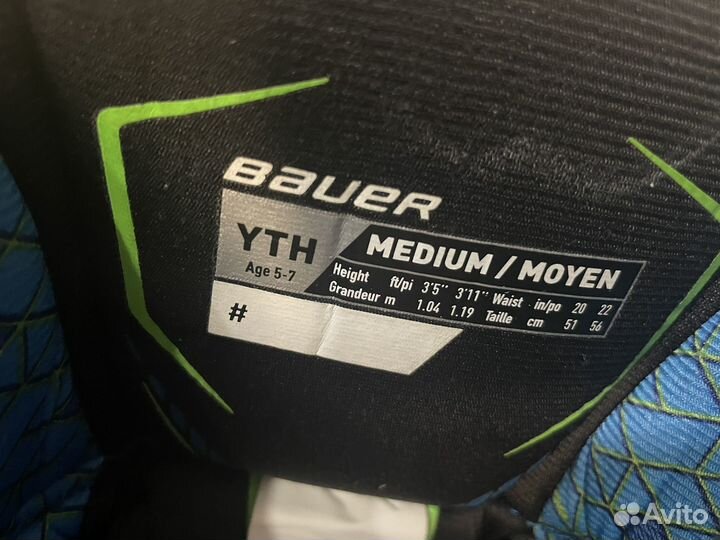 BAUER
YTH
Age 5-7
MEDIUM / MOYEN
Height ft/pi 3'5" 3'11" Waist in/po 20 22
Grandeur m 1.04 1.19 Taille cm 51 56
#
Avito